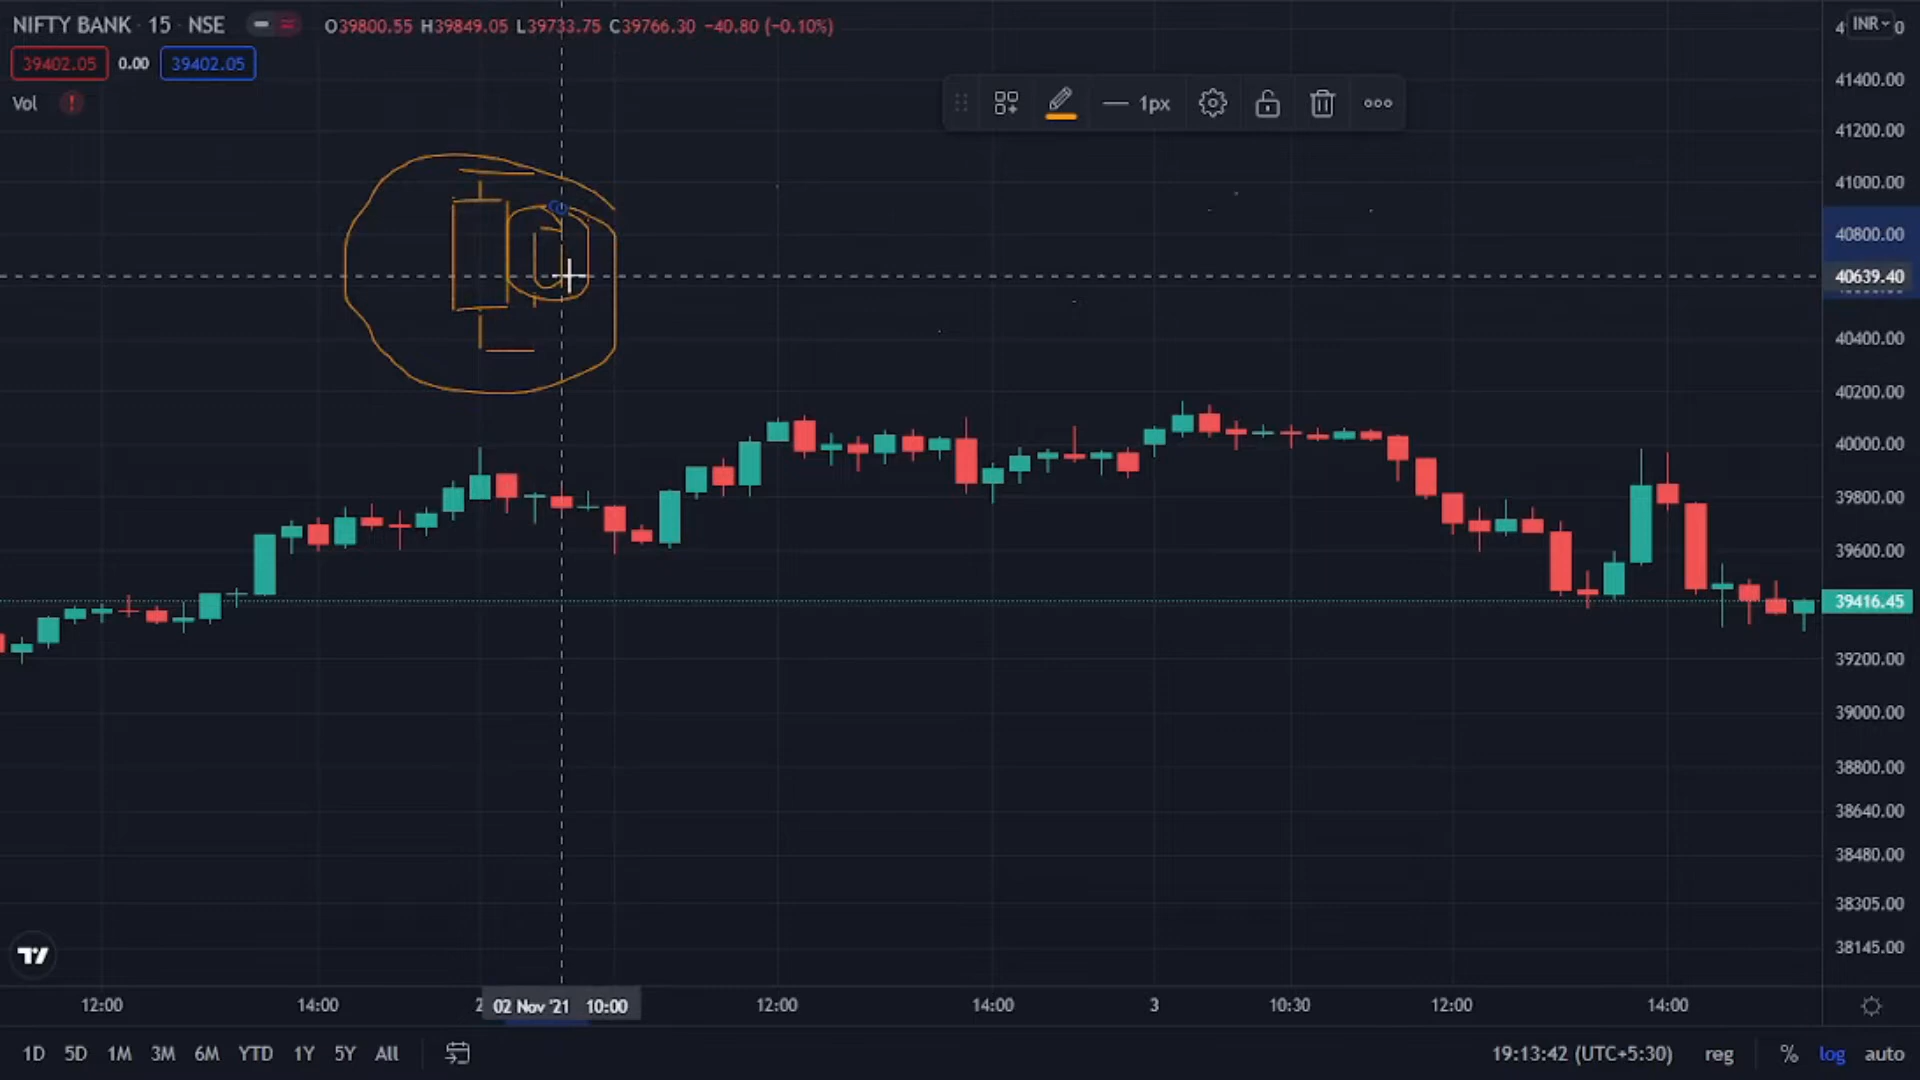 NIFTY BANK · 15 · NSE O39800.55 H39849.05 L39733.75 C39766.30 −40.80 (−0.10%)
39402.05 0.00 39402.05
Vol
1px
INR
41400.00
41200.00
41000.00
40800.00
40639.40
40400.00
40200.00
40000.00
39800.00
39600.00
39416.45
39200.00
39000.00
38800.00
38640.00
38480.00
38305.00
38145.00
12:00 14:00 02 Nov '21 10:00 12:00 14:00 3 10:30 12:00 14:00
1D 5D 1M 3M 6M YTD 1Y 5Y All 19:13:42 (UTC+5:30) reg % log auto